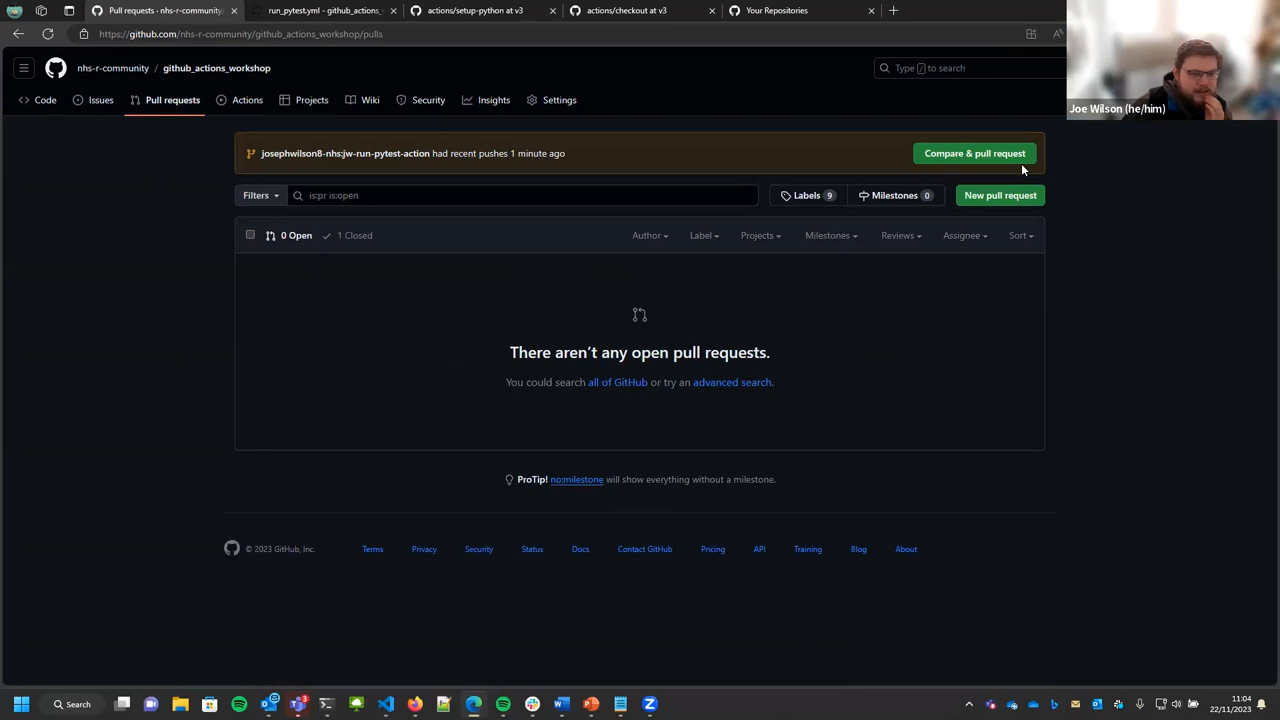 Pull requests - nhs-r-community/
run_pytest.yml - github_actions_
actions/setup-python at v3
actions/checkout at v3
Your Repositories
https://github.com/nhs-r-community/github_actions_workshop/pulls
nhs-r-community / github_actions_workshop
Type / to search
Joe Wilson (he/him)
Code Issues Pull requests Actions Projects Wiki Security Insights Settings
josephwilson8-nhs:jw-run-pytest-action had recent pushes 1 minute ago
Compare & pull request
Filters is:pr is:open Labels 9 Milestones 0 New pull request
0 Open 1 Closed Author Label Projects Milestones Reviews Assignee Sort
There aren't any open pull requests.
You could search all of GitHub or try an advanced search.
ProTip! no:milestone will show everything without a milestone.
© 2023 GitHub, Inc. Terms Privacy Security Status Docs Contact GitHub Pricing API Training Blog About
Search
11:04
22/11/2023